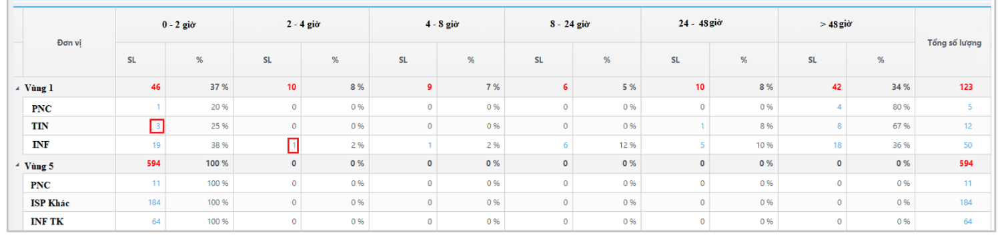 Đơn vị 0 - 2 giờ 2 - 4 giờ 4 - 8 giờ 8 - 24 giờ 24 - 48 giờ > 48 giờ Tổng số lượng
SL % SL % SL % SL % SL % SL %
Vùng 1 46 37 % 10 8 % 9 7 % 6 5 % 10 8 % 42 34 % 123
PNC 1 20 % 0 0 % 0 0 % 0 0 % 0 0 % 4 80 % 5
TIN 3 25 % 0 0 % 0 0 % 0 0 % 1 8 % 8 67 % 12
INF 19 38 % 1 2 % 1 2 % 6 12 % 5 10 % 18 36 % 50
Vùng 5 594 100 % 0 0 % 0 0 % 0 0 % 0 0 % 0 0 % 594
PNC 11 100 % 0 0 % 0 0 % 0 0 % 0 0 % 0 0 % 11
ISP Khác 184 100 % 0 0 % 0 0 % 0 0 % 0 0 % 0 0 % 184
INF TK 64 100 % 0 0 % 0 0 % 0 0 % 0 0 % 0 0 % 64